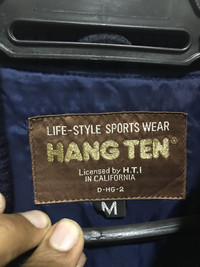 LIFE-STYLE SPORTS WEAR
HANG TEN®
Licensed by H.T.I
IN CALIFORNIA
D-HG-2
M